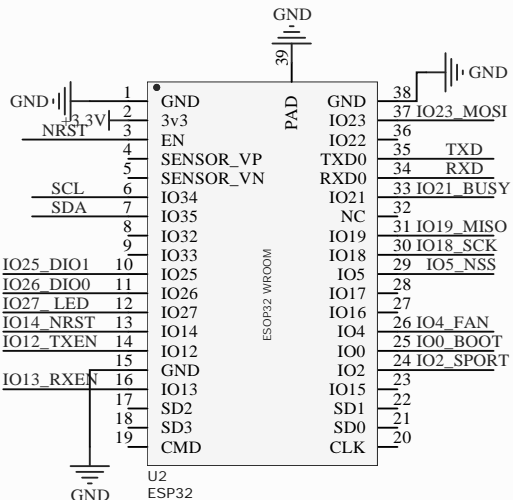 GND
39
PAD
GND 1 GND
+3.3V 2 3v3
NRST 3 EN
4 SENSOR_VP
5 SENSOR_VN
SCL 6 IO34
SDA 7 IO35
8 IO32
9 IO33
IO25_DIO1 10 IO25
IO26_DIO0 11 IO26
IO27_LED 12 IO27
IO14_NRST 13 IO14
IO12_TXEN 14 IO12
15 GND
IO13_RXEN 16 IO13
17 SD2
18 SD3
19 CMD
GND
ESOP32 WROOM
GND 38 GND
IO23 37 IO23_MOSI
IO22 36
TXD0 35 TXD
RXD0 34 RXD
IO21 33 IO21_BUSY
NC 32
IO19 31 IO19_MISO
IO18 30 IO18_SCK
IO5 29 IO5_NSS
IO17 28
IO16 27
IO4 26 IO4_FAN
IO0 25 IO0_BOOT
IO2 24 IO2_SPORT
IO15 23
SD1 22
SD0 21
CLK 20
U2
ESP32